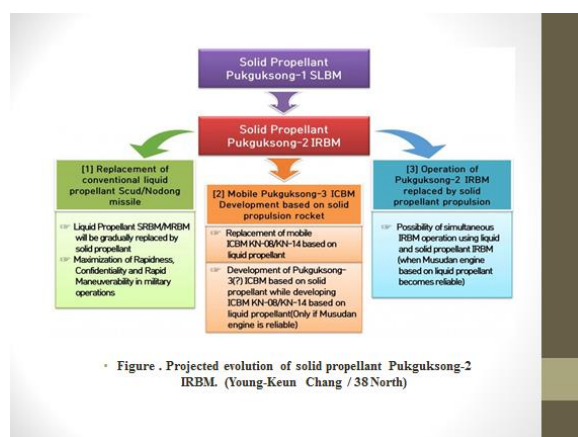 Solid Propellant
Pukguksong-1 SLBM
Solid Propellant
Pukguksong-2 IRBM
[1] Replacement of
conventional liquid
propellant Scud/Nodong
missile
☞ Liquid Propellant SRBM/MRBM
will be gradually replaced by
solid propellant
☞ Maximization of Rapidness,
Confidentiality and Rapid
Maneuverability in military
operations
[2] Mobile Pukguksong-3 ICBM
Development based on solid
propulsion rocket
☞ Replacement of mobile
ICBM KN-08/KN-14 based on
liquid propellant
☞ Development of Pukguksong-
3(?) ICBM based on solid
propellant while developing
ICBM KN-08/KN-14 based on
liquid propellant(Only if Musudan
engine is reliable)
[3] Operation of
Pukguksong-2 IRBM
replaced by solid
propellant propulsion
☞ Possibility of simultaneous
IRBM operation using liquid
and solid propellant IRBM
(when Musudan engine
based on liquid propellant
becomes reliable)
• Figure . Projected evolution of solid propellant Pukguksong-2
IRBM. (Young-Keun Chang / 38 North)